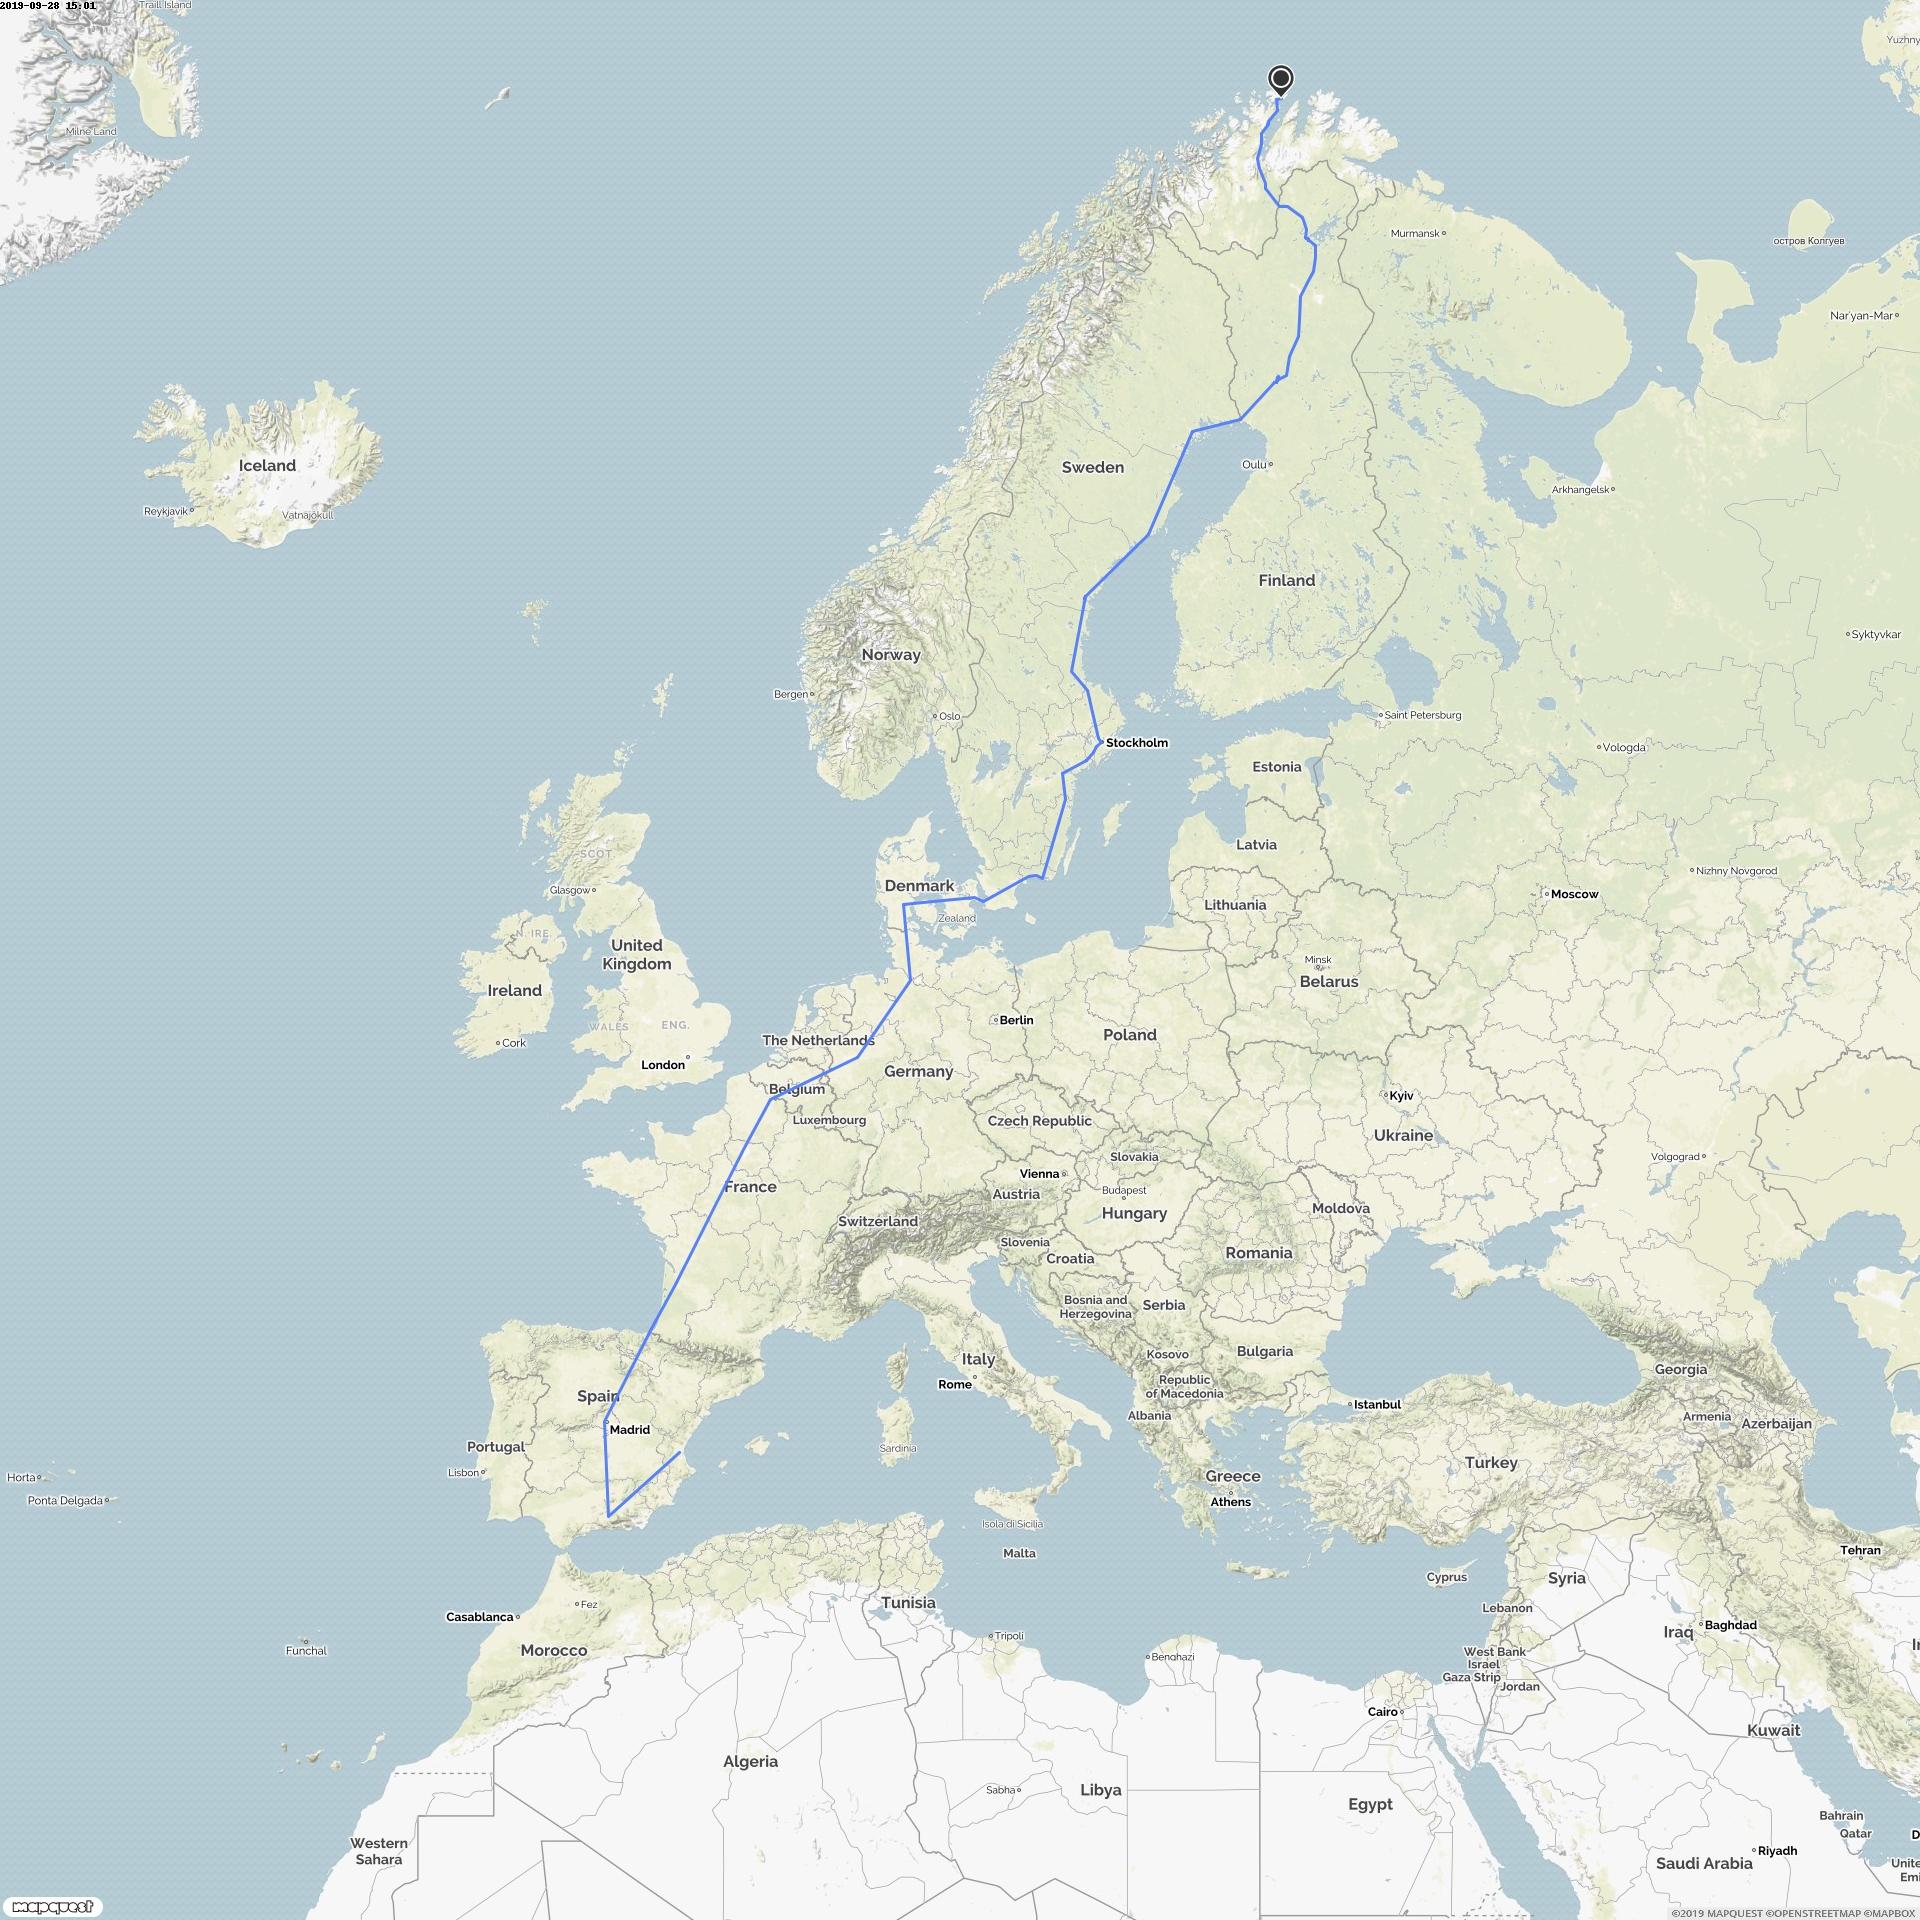 2019-09-28 15:01
Traill Island
Yuzhny
Milne Land
Murmansk
остров Колгуев
Nar'yan-Mar
Iceland
Reykjavik
Vatnajökull
Sweden
Oulu
Arkhangelsk
Finland
Syktyvkar
Norway
Bergen
Oslo
Saint Petersburg
Stockholm
Vologda
Estonia
SCOT.
Glasgow
Latvia
Denmark
Zealand
Lithuania
Nizhny Novgorod
Moscow
N. IRE.
United
Kingdom
Ireland
Minsk
Belarus
WALES
ENG.
Cork
London
The Netherlands
Berlin
Poland
Germany
Belgium
Luxembourg
Kyiv
Czech Republic
Ukraine
Slovakia
Volgograd
France
Vienna
Austria
Budapest
Hungary
Moldova
Switzerland
Slovenia
Croatia
Romania
Bosnia and
Herzegovina
Serbia
Italy
Rome
Kosovo
Bulgaria
Republic
of Macedonia
Georgia
Spain
Madrid
Albania
Istanbul
Armenia
Azerbaijan
Portugal
Lisbon
Sardinia
Greece
Athens
Turkey
Horta
Ponta Delgada
Isola di Sicilia
Malta
Tehran
Cyprus
Syria
Lebanon
Casablanca
Fez
Tunisia
Funchal
Morocco
Tripoli
Benghazi
Iraq
Baghdad
West Bank
Israel
Gaza Strip
Jordan
Cairo
Kuwait
Algeria
Sabha
Libya
Egypt
Bahrain
Qatar
Western
Sahara
Riyadh
Saudi Arabia
United
Emi
mapquest
©2019 MAPQUEST ©OPENSTREETMAP ©MAPBOX